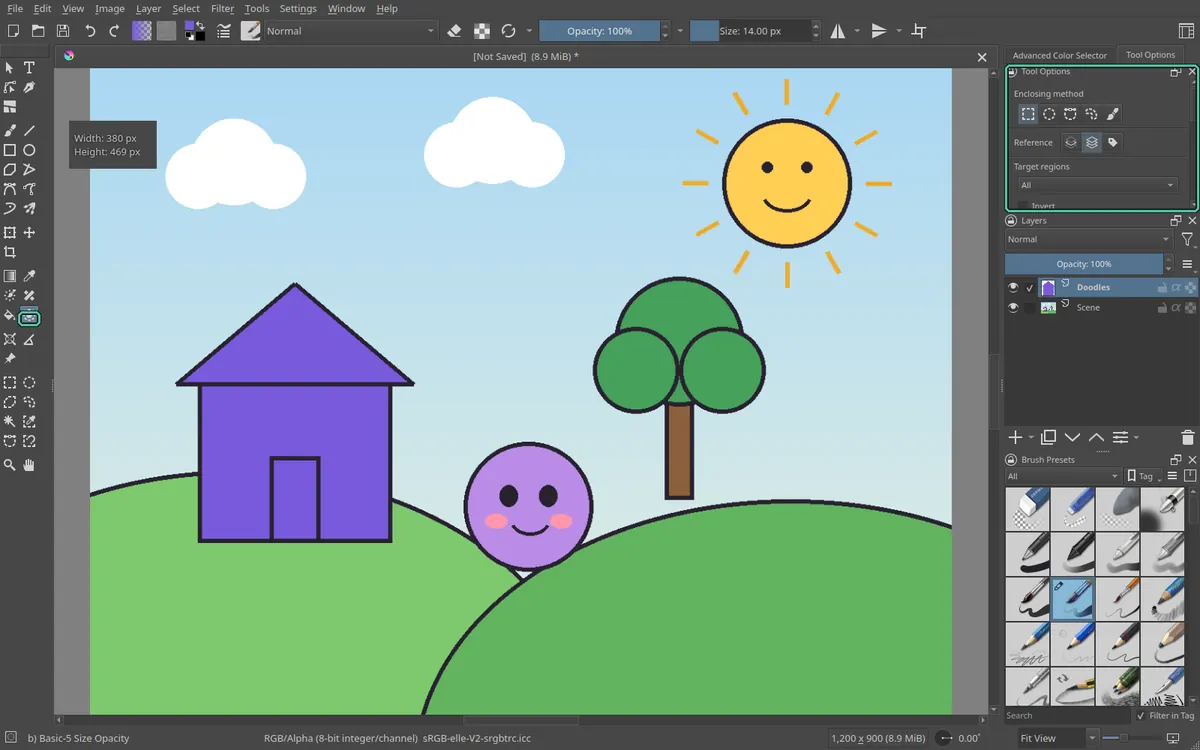 File Edit View Image Layer Select Filter Tools Settings Window Help
Normal
Opacity: 100%
Size: 14.00 px
[Not Saved] (8.9 MiB) *
Advanced Color Selector
Tool Options
Tool Options
Enclosing method
Reference
Target regions
All
Invert
Width: 380 px
Height: 469 px
Layers
Normal
Opacity: 100%
Doodles
Scene
Brush Presets
All
Tag
Search
Filter in Tag
b) Basic-5 Size Opacity
RGB/Alpha (8-bit integer/channel) sRGB-elle-V2-srgbtrc.icc
1,200 x 900 (8.9 MiB)
0.00°
Fit View